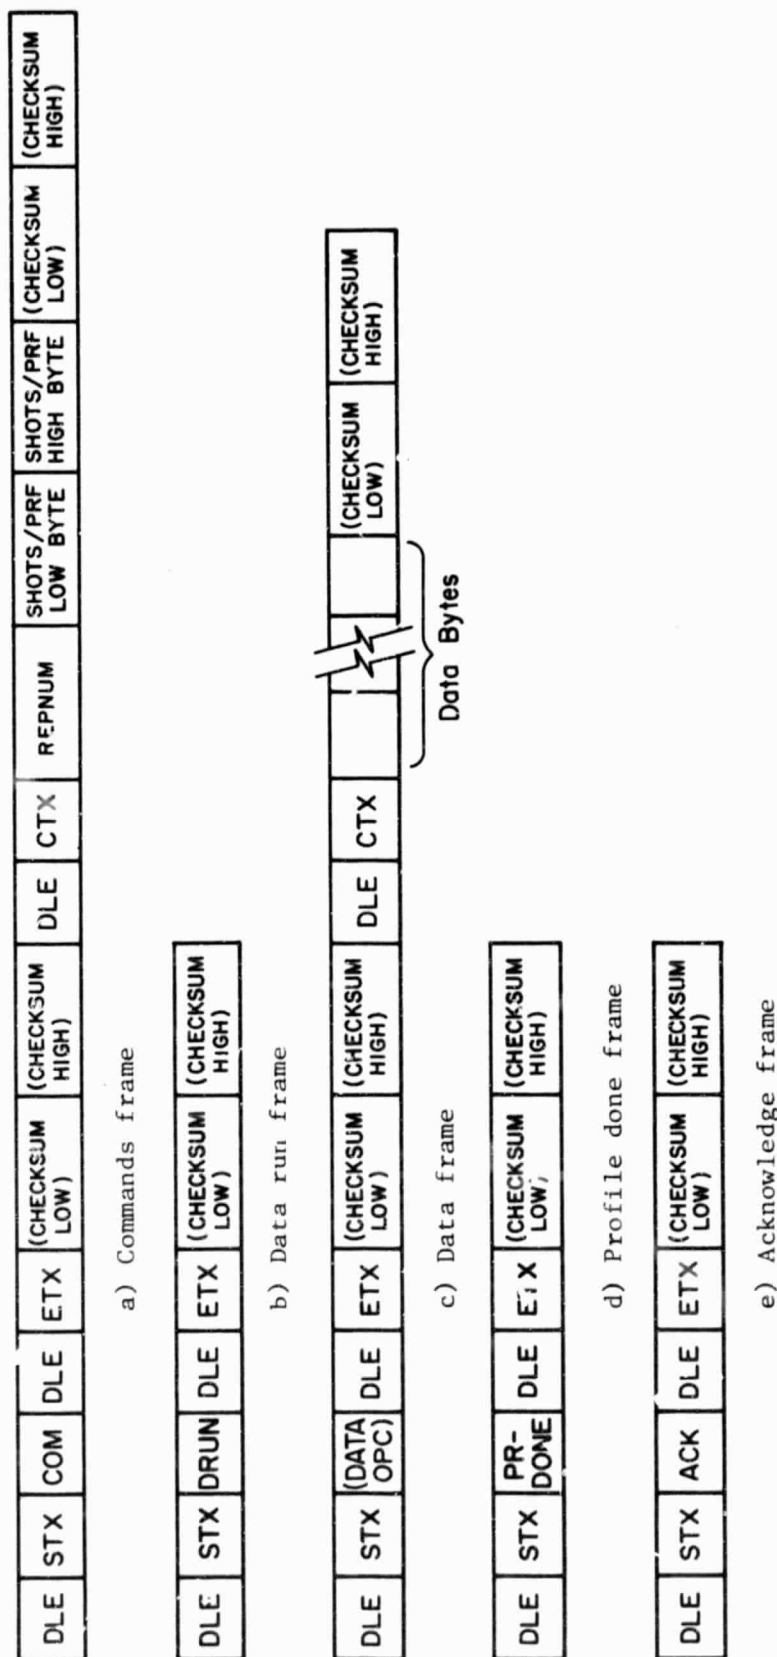 DLE STX COM DLE ETX (CHECKSUM LOW) (CHECKSUM HIGH) DLE CTX REPNUM SHOTS/PRF LOW BYTE SHOTS/PRF HIGH BYTE (CHECKSUM LOW) (CHECKSUM HIGH)
a) Commands frame
DLE STX DRUN DLE ETX (CHECKSUM LOW) (CHECKSUM HIGH)
b) Data run frame
DLE STX (DATA OPC) DLE ETX (CHECKSUM LOW) (CHECKSUM HIGH) DLE CTX (CHECKSUM LOW) (CHECKSUM HIGH)
Data Bytes
c) Data frame
DLE STX PR-DONE DLE ETX (CHECKSUM LOW) (CHECKSUM HIGH)
d) Profile done frame
DLE STX ACK DLE ETX (CHECKSUM LOW) (CHECKSUM HIGH)
e) Acknowledge frame